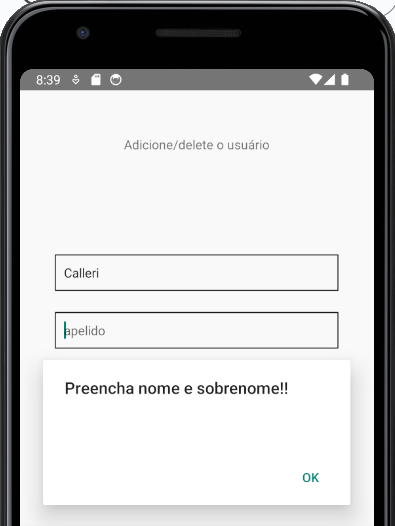 8:39
Adicione/delete o usuário
Calleri
apelido
Preencha nome e sobrenome!!
OK